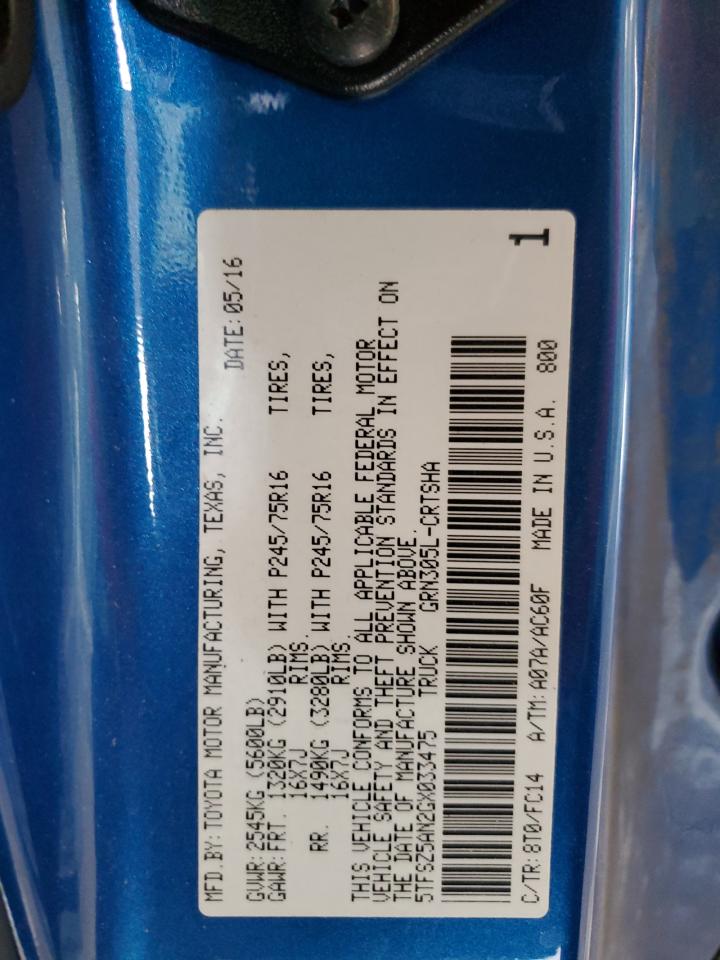 MFD.BY:TOYOTA MOTOR MANUFACTURING, TEXAS, INC.
DATE:05/16
GVWR:2545KG (5600LB)
GAWR:FRT. 1320KG (2910LB) WITH P245/75R16 TIRES,
16X7J RIMS.
RR. 1490KG (3280LB) WITH P245/75R16 TIRES,
16X7J RIMS.
THIS VEHICLE CONFORMS TO ALL APPLICABLE FEDERAL MOTOR
VEHICLE SAFETY AND THEFT PREVENTION STANDARDS IN EFFECT ON
THE DATE OF MANUFACTURE SHOWN ABOVE.
5TFSZ5AN2GX033475 TRUCK GRN305L-CRTSHA
C/TR:8T0/FC14 A/TM:A07A/AC60F MADE IN U.S.A. 800
1